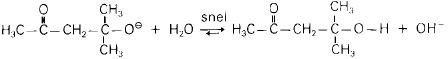 O CH₃ snel O CH₃
H₃C–C–CH₂–C–O⊖ + H₂O ⇌ H₃C–C–CH₂–C–O–H + OH⁻
CH₃ CH₃